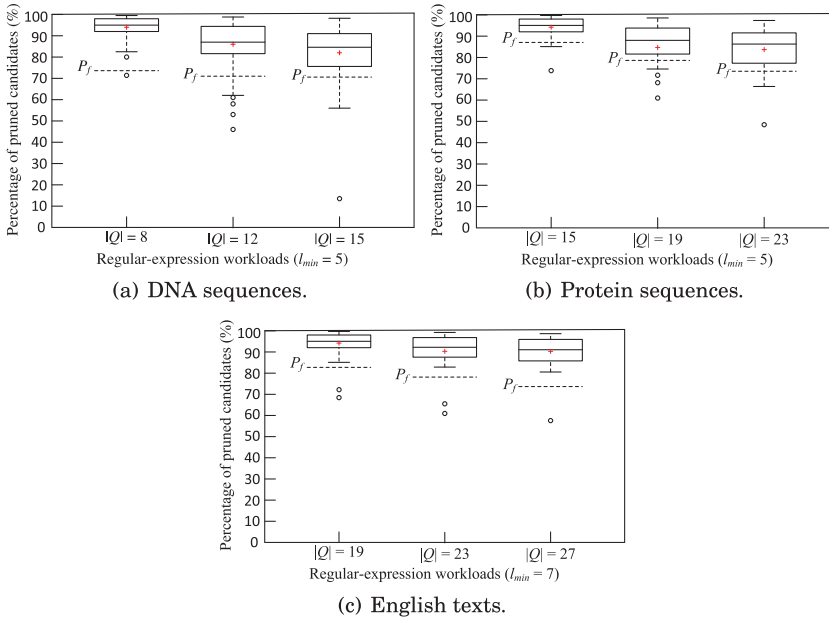 Percentage of pruned candidates (%)
100
90
80
70
60
50
40
30
20
10
0
P_f
P_f
P_f
|Q| = 8
|Q| = 12
|Q| = 15
Regular-expression workloads (l_min = 5)
(a) DNA sequences.
Percentage of pruned candidates (%)
100
90
80
70
60
50
40
30
20
10
0
P_f
P_f
P_f
|Q| = 15
|Q| = 19
|Q| = 23
Regular-expression workloads (l_min = 5)
(b) Protein sequences.
Percentage of pruned candidates (%)
100
90
80
70
60
50
40
30
20
10
0
P_f
P_f
P_f
|Q| = 19
|Q| = 23
|Q| = 27
Regular-expression workloads (l_min = 7)
(c) English texts.